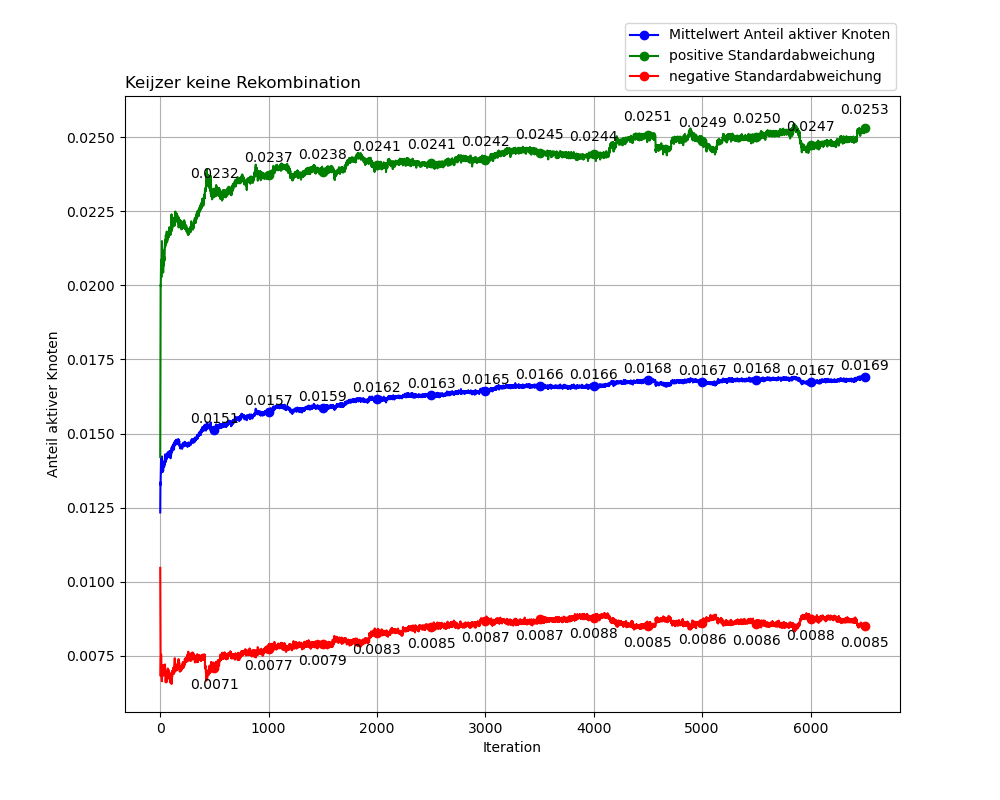 Mittelwert Anteil aktiver Knoten
positive Standardabweichung
negative Standardabweichung
Keijzer keine Rekombination
0.0250
0.0225
0.0200
0.0175
0.0150
0.0125
0.0100
0.0075
Anteil aktiver Knoten
0.0232 0.0237 0.0238 0.0241 0.0241 0.0242 0.0245 0.0244 0.0251 0.0249 0.0250 0.0247 0.0253
0.0151 0.0157 0.0159 0.0162 0.0163 0.0165 0.0166 0.0166 0.0168 0.0167 0.0168 0.0167 0.0169
0.0071 0.0077 0.0079 0.0083 0.0085 0.0087 0.0087 0.0088 0.0085 0.0086 0.0086 0.0088 0.0085
0 1000 2000 3000 4000 5000 6000
Iteration